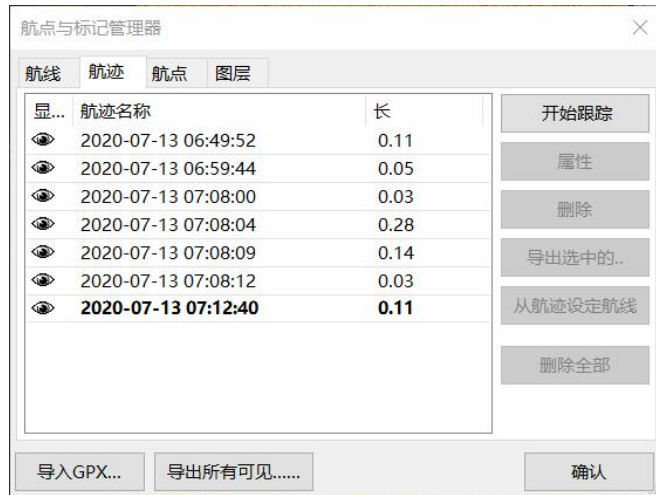 航点与标记管理器
航线 航迹 航点 图层
显... 航迹名称 长
2020-07-13 06:49:52 0.11
2020-07-13 06:59:44 0.05
2020-07-13 07:08:00 0.03
2020-07-13 07:08:04 0.28
2020-07-13 07:08:09 0.14
2020-07-13 07:08:12 0.03
2020-07-13 07:12:40 0.11
开始跟踪
属性
删除
导出选中的..
从航迹设定航线
删除全部
导入GPX... 导出所有可见...... 确认